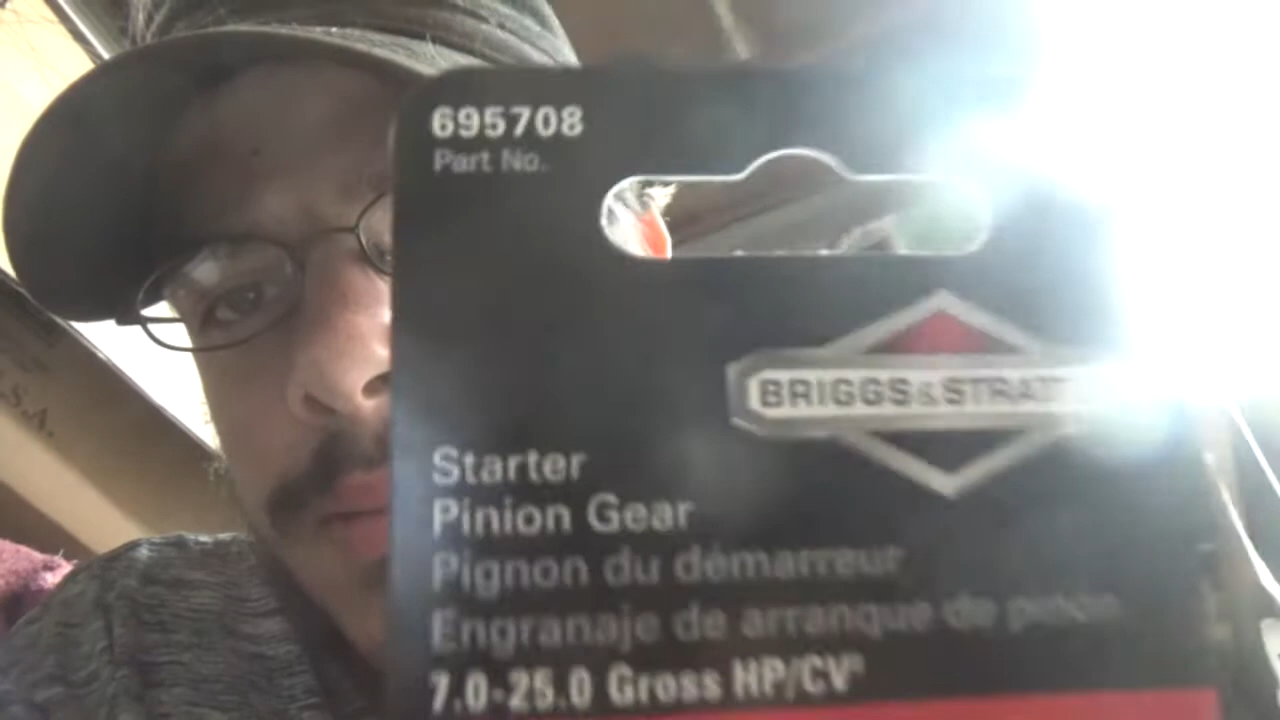 695708
Part No.
BRIGGS & STRATT
Starter
Pinion Gear
Pignon du démarreur
Engranaje de arranque de piñón
7.0-25.0 Gross HP/CV*
S.A.